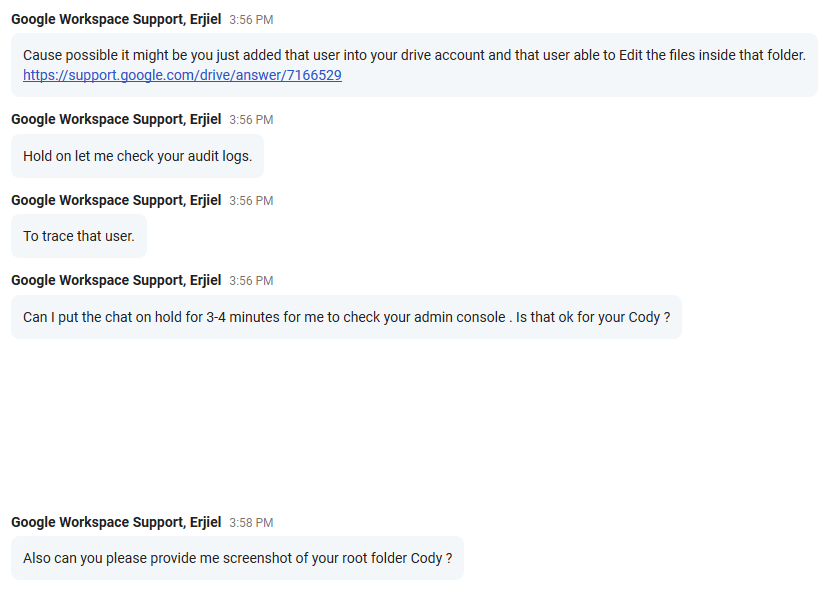 Google Workspace Support, Erjiel 3:56 PM
Cause possible it might be you just added that user into your drive account and that user able to Edit the files inside that folder.
https://support.google.com/drive/answer/7166529
Google Workspace Support, Erjiel 3:56 PM
Hold on let me check your audit logs.
Google Workspace Support, Erjiel 3:56 PM
To trace that user.
Google Workspace Support, Erjiel 3:56 PM
Can I put the chat on hold for 3-4 minutes for me to check your admin console . Is that ok for your Cody ?
Google Workspace Support, Erjiel 3:58 PM
Also can you please provide me screenshot of your root folder Cody ?